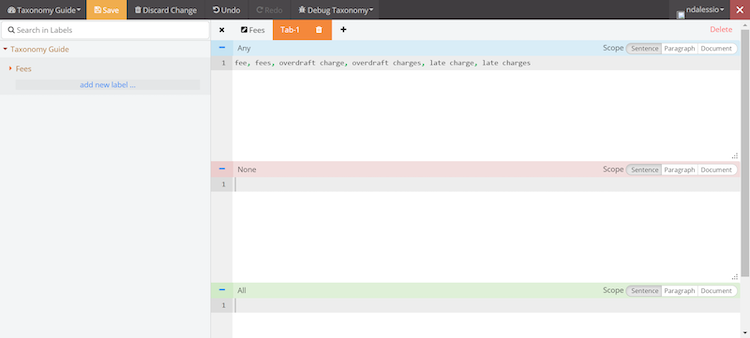 Taxonomy Guide Save Discard Change Undo Redo Debug Taxonomy ndalessio
Search in Labels
Taxonomy Guide
Fees
add new label ...
Fees Tab-1 Delete
Any Scope Sentence Paragraph Document
1 fee, fees, overdraft charge, overdraft charges, late charge, late charges
None Scope Sentence Paragraph Document
1
All Scope Sentence Paragraph Document
1